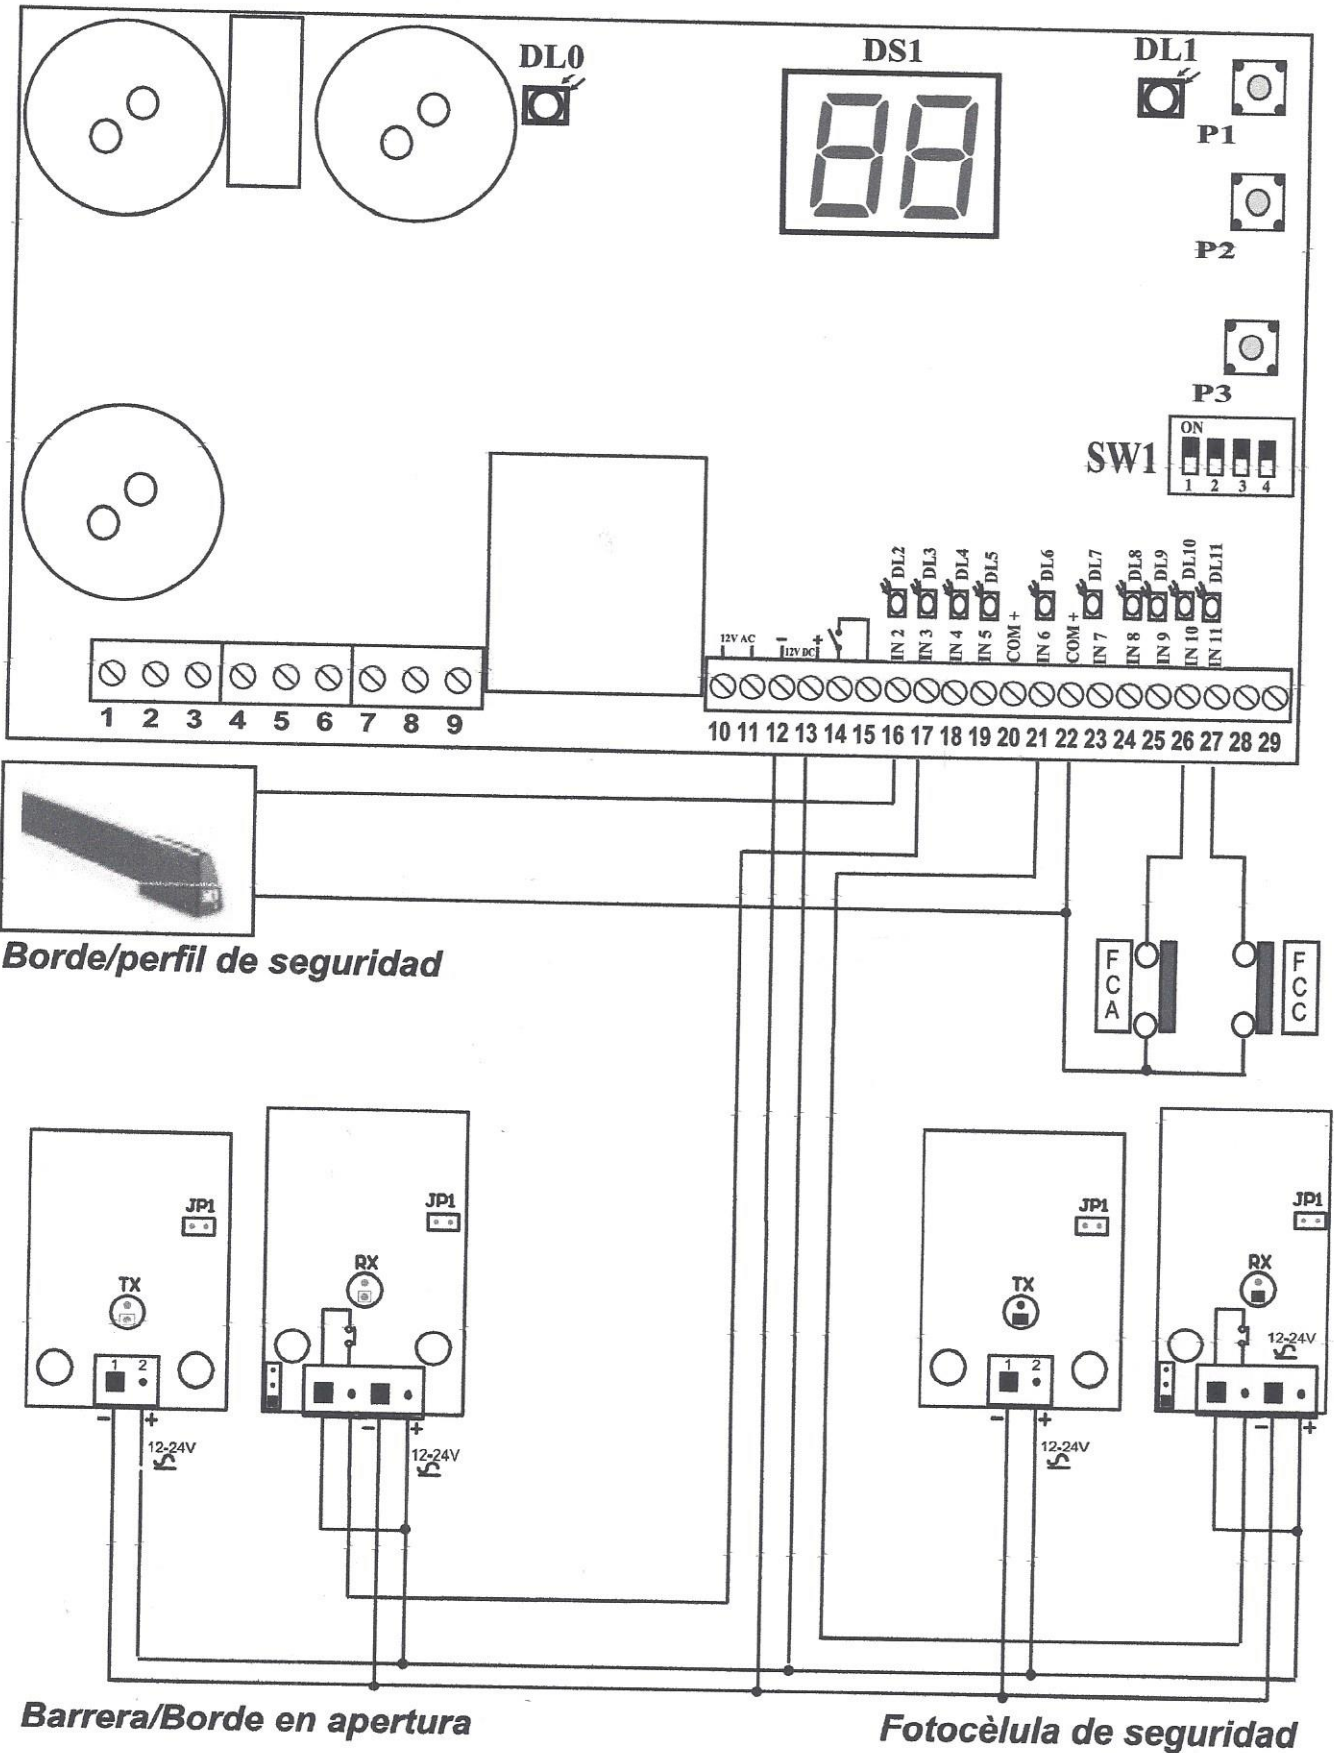 DL0
DS1
DL1
P1
P2
P3
SW1
ON
1 2 3 4
DL2 DL3 DL4 DL5 DL6 DL7 DL8 DL9 DL10 DL11
12V AC - 12V DC + IN 2 IN 3 IN 4 IN 5 COM + IN 6 COM + IN 7 IN 8 IN 9 IN 10 IN 11
1 2 3 4 5 6 7 8 9
10 11 12 13 14 15 16 17 18 19 20 21 22 23 24 25 26 27 28 29
Borde/perfil de seguridad
FCA
FCC
JP1
TX
1 2
- +
12-24V
JP1
RX
- +
12-24V
JP1
TX
1 2
- +
12-24V
JP1
RX
12-24V
- +
Barrera/Borde en apertura
Fotocèlula de seguridad